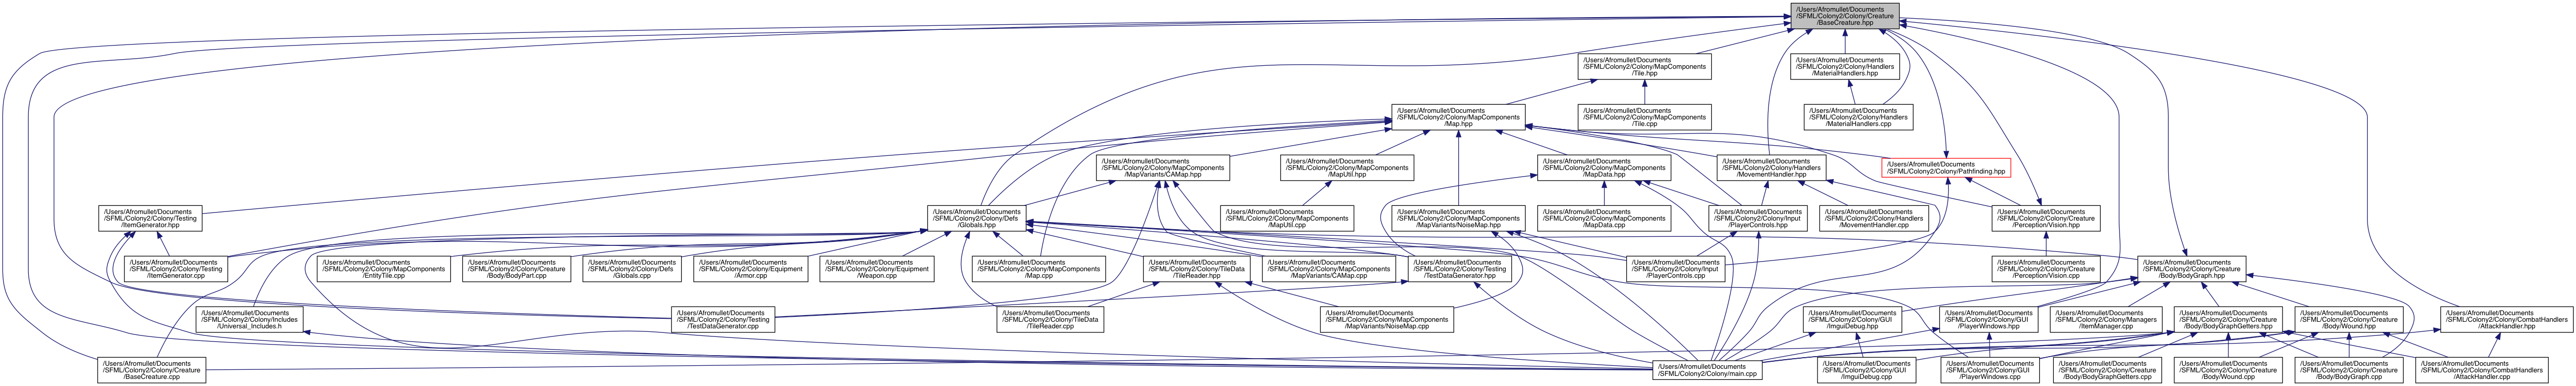 /Users/Afromullet/Documents
/SFML/Colony2/Colony/Creature
/BaseCreature.hpp
/Users/Afromullet/Documents
/SFML/Colony2/Colony/MapComponents
/Tile.hpp
/Users/Afromullet/Documents
/SFML/Colony2/Colony/Handlers
/MaterialHandlers.hpp
/Users/Afromullet/Documents
/SFML/Colony2/Colony/MapComponents
/Map.hpp
/Users/Afromullet/Documents
/SFML/Colony2/Colony/MapComponents
/Tile.cpp
/Users/Afromullet/Documents
/SFML/Colony2/Colony/Handlers
/MaterialHandlers.cpp
/Users/Afromullet/Documents
/SFML/Colony2/Colony/MapComponents
/MapVariants/CAMap.hpp
/Users/Afromullet/Documents
/SFML/Colony2/Colony/MapComponents
/MapUtil.hpp
/Users/Afromullet/Documents
/SFML/Colony2/Colony/MapComponents
/MapData.hpp
/Users/Afromullet/Documents
/SFML/Colony2/Colony/Handlers
/MovementHandler.hpp
/Users/Afromullet/Documents
/SFML/Colony2/Colony/Pathfinding.hpp
/Users/Afromullet/Documents
/SFML/Colony2/Colony/Testing
/ItemGenerator.hpp
/Users/Afromullet/Documents
/SFML/Colony2/Colony/Defs
/Globals.hpp
/Users/Afromullet/Documents
/SFML/Colony2/Colony/MapComponents
/MapUtil.cpp
/Users/Afromullet/Documents
/SFML/Colony2/Colony/MapComponents
/MapVariants/NoiseMap.hpp
/Users/Afromullet/Documents
/SFML/Colony2/Colony/MapComponents
/MapData.cpp
/Users/Afromullet/Documents
/SFML/Colony2/Colony/Input
/PlayerControls.hpp
/Users/Afromullet/Documents
/SFML/Colony2/Colony/Handlers
/MovementHandler.cpp
/Users/Afromullet/Documents
/SFML/Colony2/Colony/Creature
/Perception/Vision.hpp
/Users/Afromullet/Documents
/SFML/Colony2/Colony/Testing
/ItemGenerator.cpp
/Users/Afromullet/Documents
/SFML/Colony2/Colony/MapComponents
/EntityTile.cpp
/Users/Afromullet/Documents
/SFML/Colony2/Colony/Creature
/Body/BodyPart.cpp
/Users/Afromullet/Documents
/SFML/Colony2/Colony/Defs
/Globals.cpp
/Users/Afromullet/Documents
/SFML/Colony2/Colony/Equipment
/Armor.cpp
/Users/Afromullet/Documents
/SFML/Colony2/Colony/Equipment
/Weapon.cpp
/Users/Afromullet/Documents
/SFML/Colony2/Colony/MapComponents
/Map.cpp
/Users/Afromullet/Documents
/SFML/Colony2/Colony/TileData
/TileReader.hpp
/Users/Afromullet/Documents
/SFML/Colony2/Colony/MapComponents
/MapVariants/CAMap.cpp
/Users/Afromullet/Documents
/SFML/Colony2/Colony/Testing
/TestDataGenerator.hpp
/Users/Afromullet/Documents
/SFML/Colony2/Colony/Input
/PlayerControls.cpp
/Users/Afromullet/Documents
/SFML/Colony2/Colony/Creature
/Perception/Vision.cpp
/Users/Afromullet/Documents
/SFML/Colony2/Colony/Creature
/Body/BodyGraph.hpp
/Users/Afromullet/Documents
/SFML/Colony2/Colony/Includes
/Universal_Includes.h
/Users/Afromullet/Documents
/SFML/Colony2/Colony/Testing
/TestDataGenerator.cpp
/Users/Afromullet/Documents
/SFML/Colony2/Colony/TileData
/TileReader.cpp
/Users/Afromullet/Documents
/SFML/Colony2/Colony/MapComponents
/MapVariants/NoiseMap.cpp
/Users/Afromullet/Documents
/SFML/Colony2/Colony/GUI
/ImguiDebug.hpp
/Users/Afromullet/Documents
/SFML/Colony2/Colony/GUI
/PlayerWindows.hpp
/Users/Afromullet/Documents
/SFML/Colony2/Colony/Managers
/ItemManager.cpp
/Users/Afromullet/Documents
/SFML/Colony2/Colony/Creature
/Body/BodyGraphGetters.hpp
/Users/Afromullet/Documents
/SFML/Colony2/Colony/Creature
/Body/Wound.hpp
/Users/Afromullet/Documents
/SFML/Colony2/Colony/CombatHandlers
/AttackHandler.hpp
/Users/Afromullet/Documents
/SFML/Colony2/Colony/Creature
/BaseCreature.cpp
/Users/Afromullet/Documents
/SFML/Colony2/Colony/main.cpp
/Users/Afromullet/Documents
/SFML/Colony2/Colony/GUI
/ImguiDebug.cpp
/Users/Afromullet/Documents
/SFML/Colony2/Colony/GUI
/PlayerWindows.cpp
/Users/Afromullet/Documents
/SFML/Colony2/Colony/Creature
/Body/BodyGraphGetters.cpp
/Users/Afromullet/Documents
/SFML/Colony2/Colony/Creature
/Body/Wound.cpp
/Users/Afromullet/Documents
/SFML/Colony2/Colony/Creature
/Body/BodyGraph.cpp
/Users/Afromullet/Documents
/SFML/Colony2/Colony/CombatHandlers
/AttackHandler.cpp